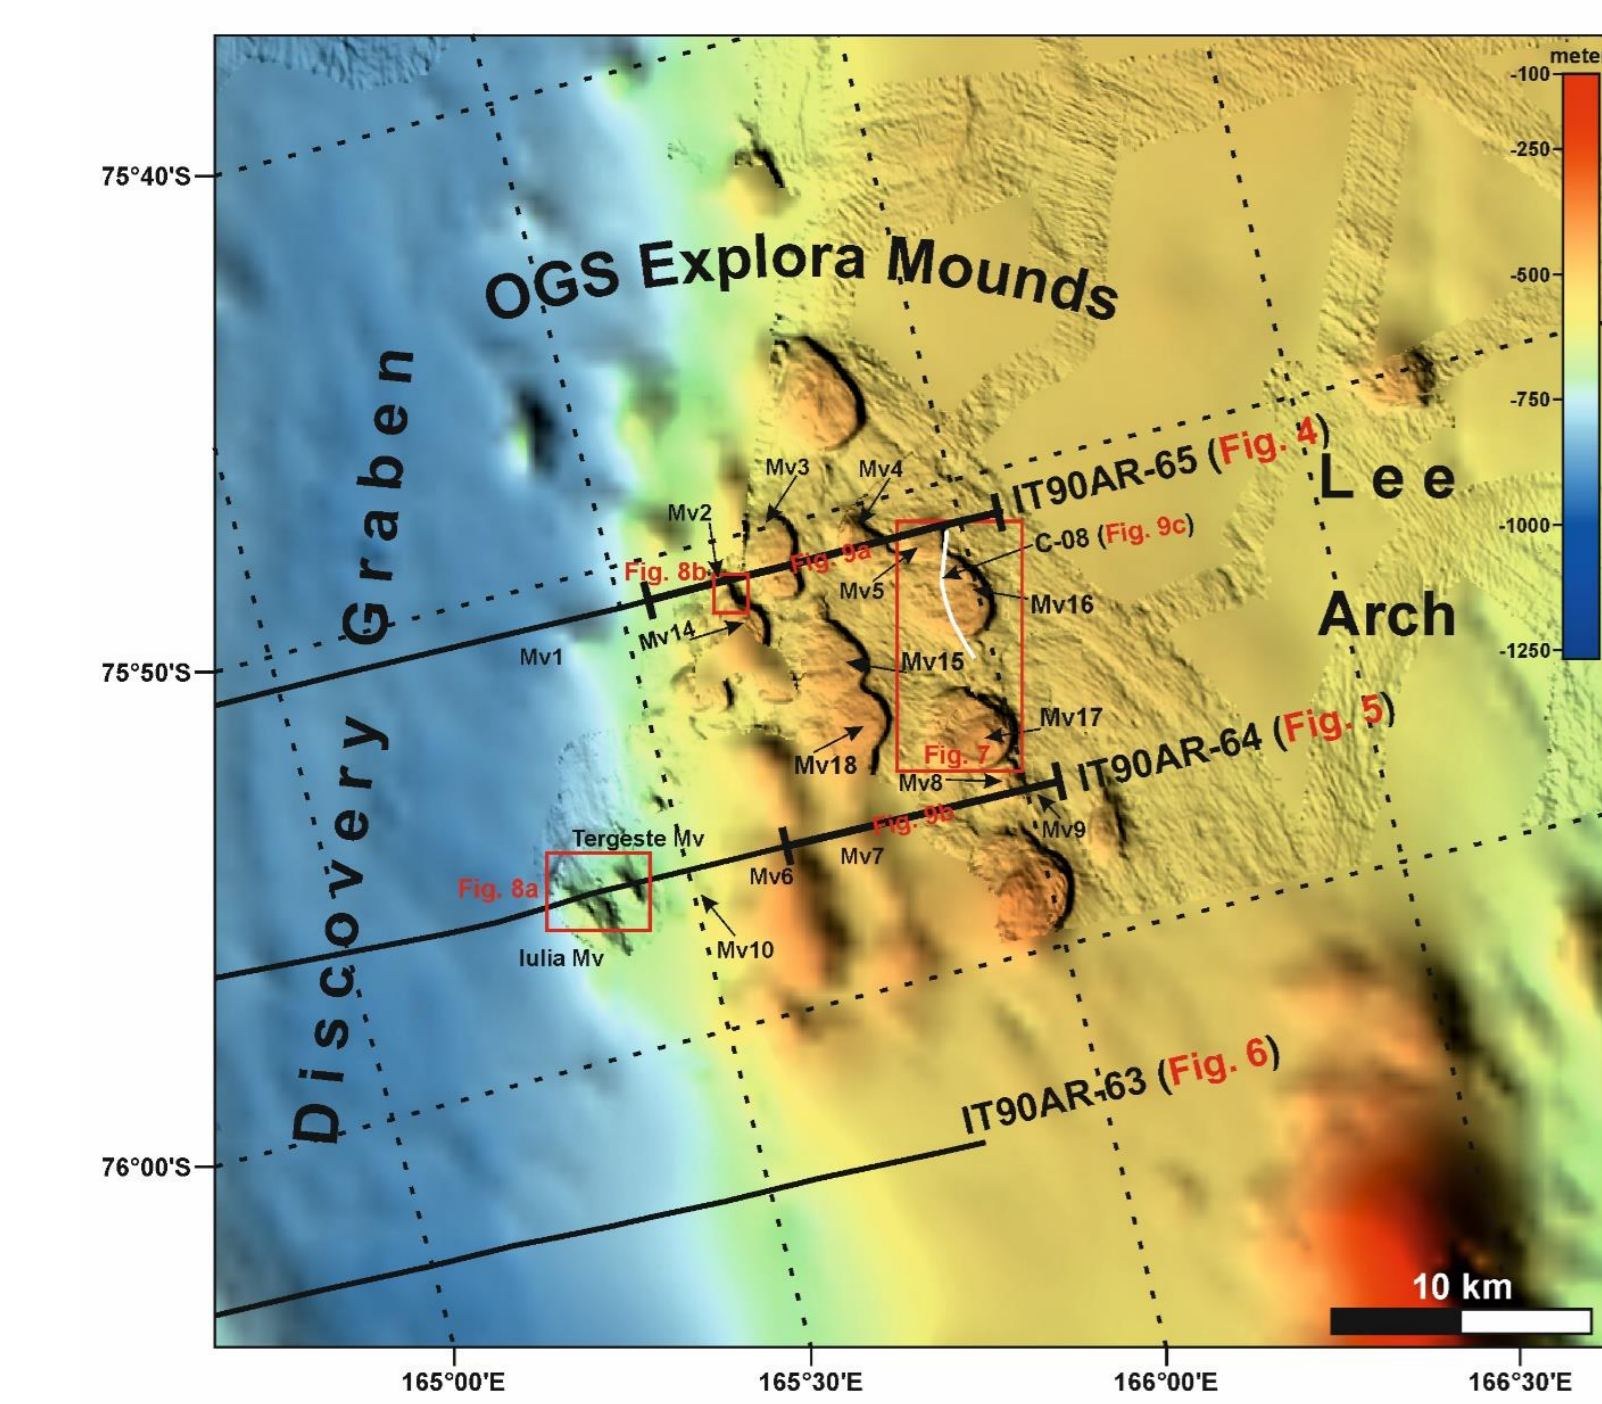 mete
-100
-250
-500
-750
-1000
-1250
75°40'S
75°50'S
76°00'S
OGS Explora Mounds
Discovery Graben
Lee
Arch
Mv3
Mv4
Mv2
IT90AR-65 (Fig. 4)
C-08 (Fig. 9c)
Fig. 9a
Fig. 8b
Mv5
Mv16
Mv14
Mv1
Mv15
Mv17
Mv18
Fig. 7
Mv8
IT90AR-64 (Fig. 5)
Fig. 9b
Mv9
Tergeste Mv
Mv7
Mv6
Fig. 8a
Mv10
Iulia Mv
IT90AR-63 (Fig. 6)
10 km
165°00'E
165°30'E
166°00'E
166°30'E